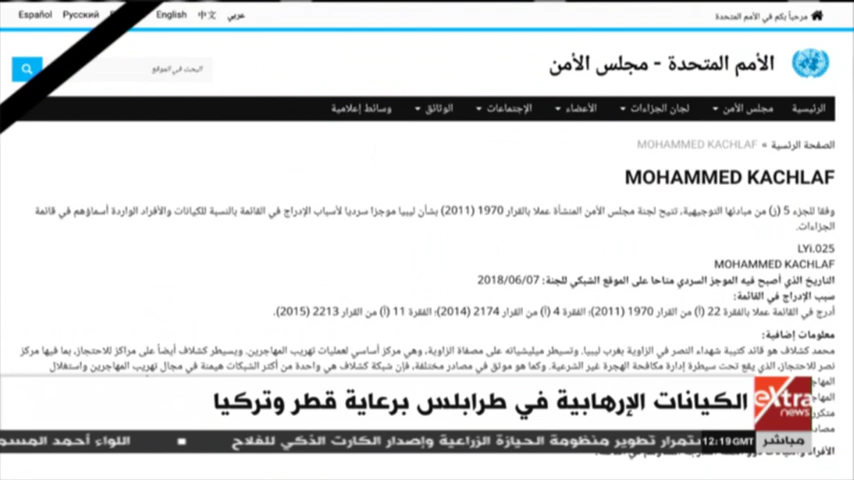 Español Русский English 中文 عربي
مرحباً بكم في الأمم المتحدة
الأمم المتحدة - مجلس الأمن
البحث في الموقع
الرئيسية مجلس الأمن لجان الجزاءات الأعضاء الإجتماعات الوثائق وسائط إعلامية
الصفحة الرئسية » MOHAMMED KACHLAF
MOHAMMED KACHLAF
وفقا للجزء 5 (ز) من مبادئها التوجيهية، تتيح لجنة مجلس الأمن المنشأة عملا بالقرار 1970 (2011) بشأن ليبيا موجزا سرديا لأسباب الإدراج في القائمة بالنسبة للكيانات والأفراد الواردة أسماؤهم في قائمة
الجزاءات.
LYi.025
MOHAMMED KACHLAF
التاريخ الذي أصبح فيه الموجز السردي متاحا على الموقع الشبكي للجنة: 2018/06/07
سبب الإدراج في القائمة:
أدرج في القائمة عملا بالفقرة 22 (أ) من القرار 1970 (2011)؛ الفقرة 4 (أ) من القرار 2174 (2014)؛ الفقرة 11 (أ) من القرار 2213 (2015).
معلومات إضافية:
محمد كشلاف هو قائد كتيبة شهداء النصر في الزاوية بغرب ليبيا. وتسيطر ميليشياته على مصفاة الزاوية، وهي مركز أساسي لعمليات تهريب المهاجرين. ويسيطر كشلاف أيضاً على مراكز للاحتجاز، بما فيها مركز
نصر للاحتجاز، الذي يقع تحت سيطرة إدارة مكافحة الهجرة غير الشرعية. وكما هو موثق في مصادر مختلفة، فإن شبكة كشلاف هي واحدة من أكثر الشبكات هيمنة في مجال تهريب المهاجرين واستغلال
الكيانات الإرهابية في طرابلس برعاية قطر وتركيا
eXtra news
مباشر
12:19 GMT
ستمرار تطوير منظومة الحيازة الزراعية وإصدار الكارت الذكي للفلاح ■ اللواء أحمد المسم